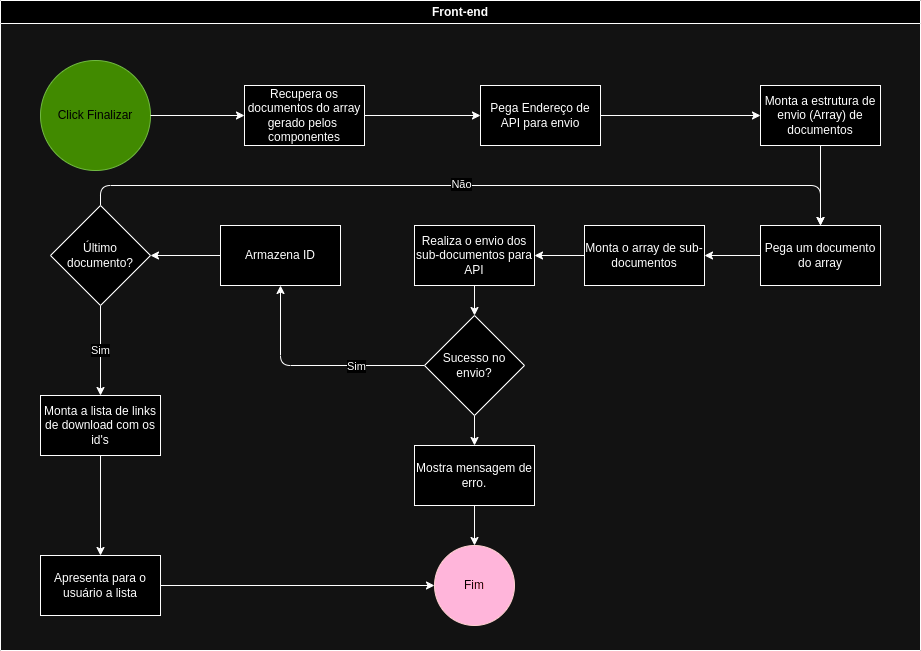 Front-end
Click Finalizar
Recupera os
documentos do array
gerado pelos
componentes
Pega Endereço de
API para envio
Monta a estrutura de
envio (Array) de
documentos
Não
Último
documento?
Armazena ID
Realiza o envio dos
sub-documentos para
API
Monta o array de sub-
documentos
Pega um documento
do array
Sim
Sim
Sucesso no
envio?
Monta a lista de links
de download com os
id's
Mostra mensagem de
erro.
Apresenta para o
usuário a lista
Fim